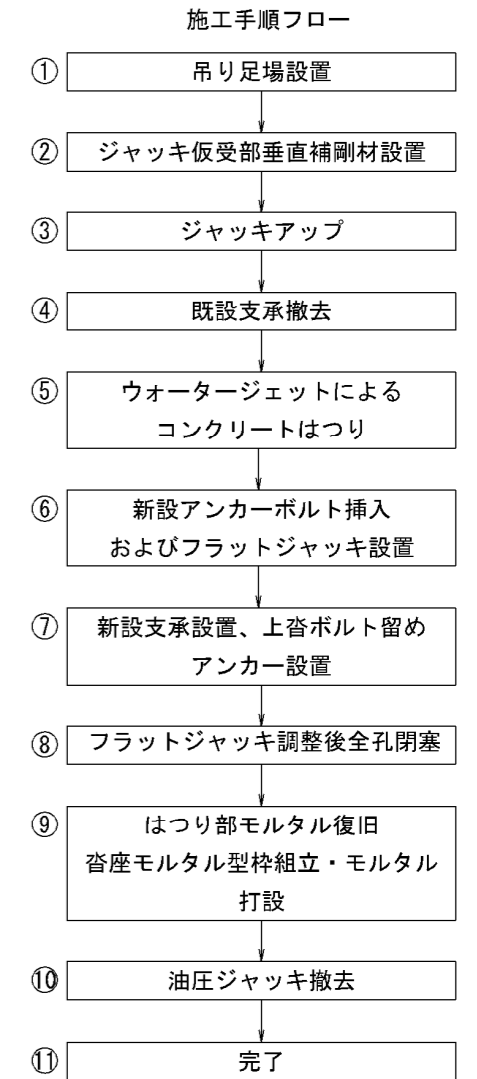 施工手順フロー
① 吊り足場設置
② ジャッキ仮受部垂直補剛材設置
③ ジャッキアップ
④ 既設支承撤去
⑤ ウォータージェットによる
コンクリートはつり
⑥ 新設アンカーボルト挿入
およびフラットジャッキ設置
⑦ 新設支承設置、上沓ボルト留め
アンカー設置
⑧ フラットジャッキ調整後全孔閉塞
⑨ はつり部モルタル復旧
沓座モルタル型枠組立・モルタル
打設
⑩ 油圧ジャッキ撤去
⑪ 完了